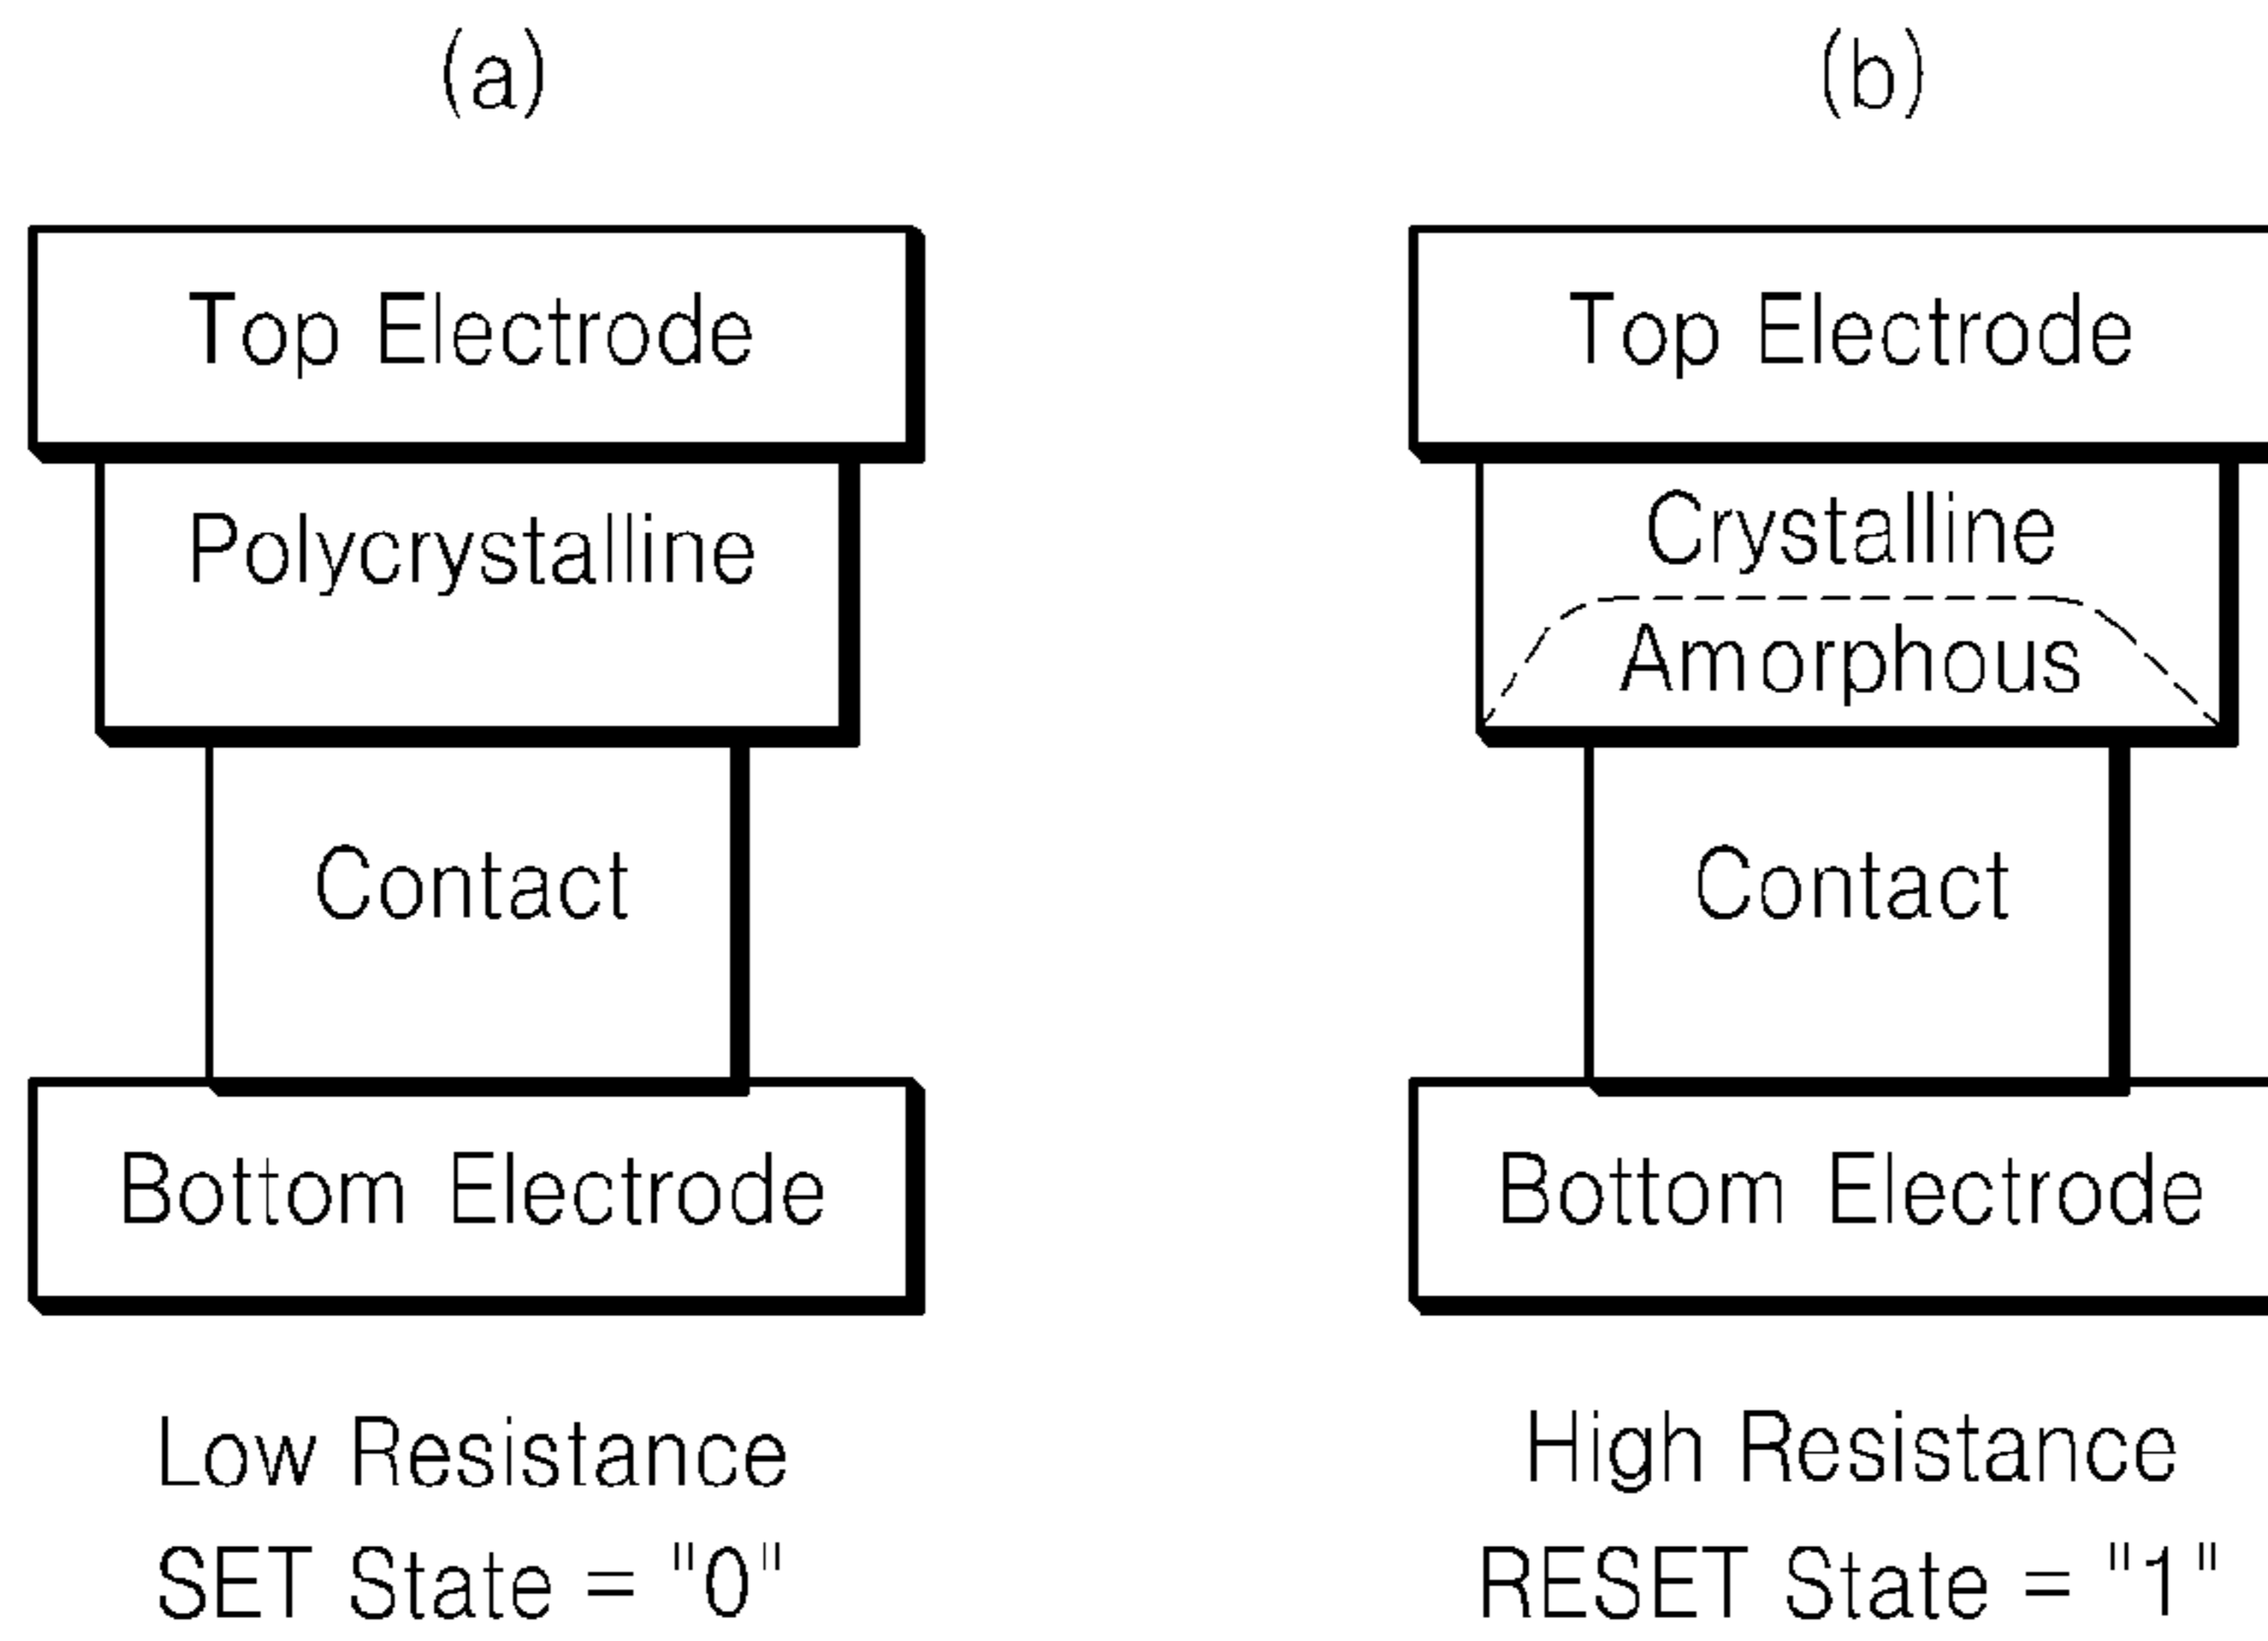 (a)
Top Electrode
Polycrystalline
Contact
Bottom Electrode
Low Resistance
SET State = "0"
(b)
Top Electrode
Crystalline
Amorphous
Contact
Bottom Electrode
High Resistance
RESET State = "1"